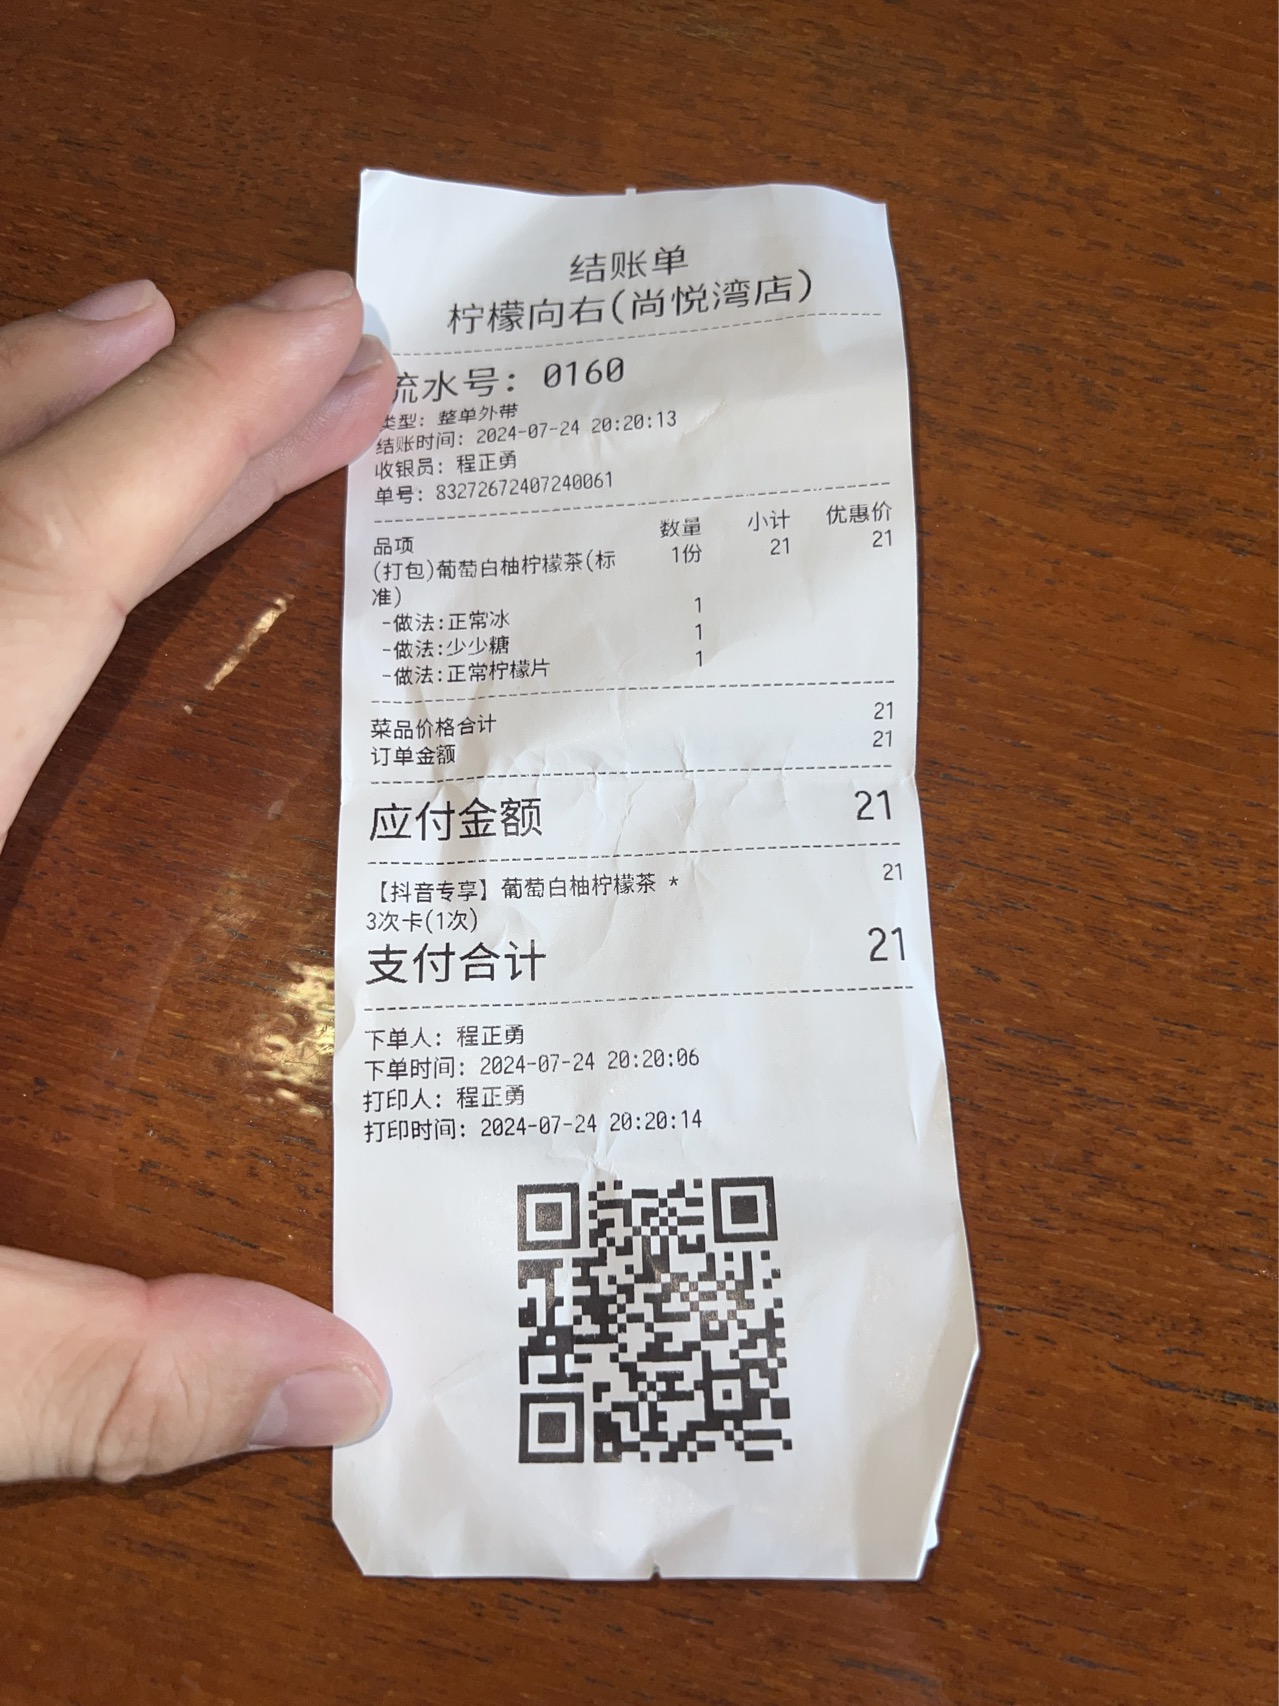 结账单
柠檬向右(尚悦湾店)
流水号: 0160
类型: 整单外带
结账时间: 2024-07-24 20:20:13
收银员: 程正勇
单号: 83272672407240061
品项 数量 小计 优惠价
(打包)葡萄白柚柠檬茶(标 1份 21 21
准)
-做法:正常冰 1
-做法:少少糖 1
-做法:正常柠檬片 1
菜品价格合计 21
订单金额 21
应付金额 21
【抖音专享】葡萄白柚柠檬茶 * 21
3次卡(1次)
支付合计 21
下单人: 程正勇
下单时间: 2024-07-24 20:20:06
打印人: 程正勇
打印时间: 2024-07-24 20:20:14